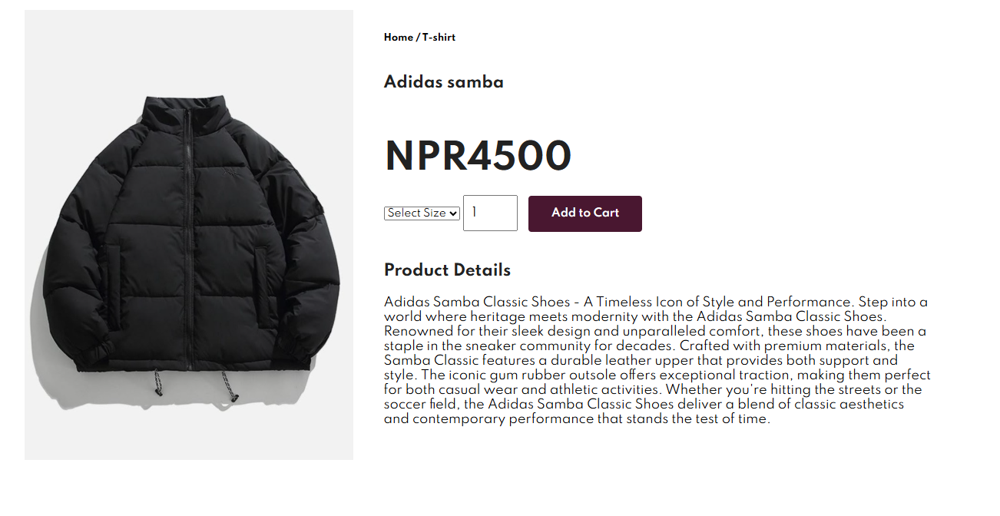 Home / T-shirt
Adidas samba
NPR4500
Select Size
1
Add to Cart
Product Details
Adidas Samba Classic Shoes - A Timeless Icon of Style and Performance. Step into a
world where heritage meets modernity with the Adidas Samba Classic Shoes.
Renowned for their sleek design and unparalleled comfort, these shoes have been a
staple in the sneaker community for decades. Crafted with premium materials, the
Samba Classic features a durable leather upper that provides both support and
style. The iconic gum rubber outsole offers exceptional traction, making them perfect
for both casual wear and athletic activities. Whether you're hitting the streets or the
soccer field, the Adidas Samba Classic Shoes deliver a blend of classic aesthetics
and contemporary performance that stands the test of time.